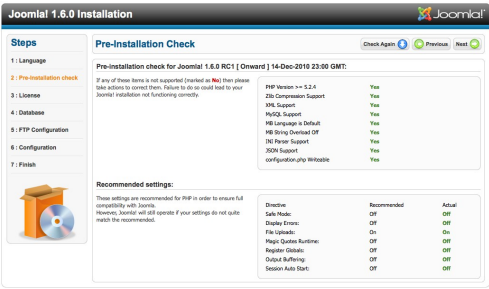 Joomla! 1.6.0 Installation
Joomla!
Steps
1 : Language
2 : Pre-Installation check
3 : License
4 : Database
5 : FTP Configuration
6 : Configuration
7 : Finish
Pre-Installation Check
Check Again
Previous
Next
Pre-Installation check for Joomla! 1.6.0 RC1 [ Onward ] 14-Dec-2010 23:00 GMT:
If any of these items is not supported (marked as No) then please
take actions to correct them. Failure to do so could lead to your
Joomla! installation not functioning correctly.
PHP Version >= 5.2.4 Yes
Zlib Compression Support Yes
XML Support Yes
MySQL Support Yes
MB Language is Default Yes
MB String Overload Off Yes
INI Parser Support Yes
JSON Support Yes
configuration.php Writeable Yes
Recommended settings:
These settings are recommended for PHP in order to ensure full
compatibility with Joomla.
However, Joomla! will still operate if your settings do not quite
match the recommended.
Directive Recommended Actual
Safe Mode: Off Off
Display Errors: Off Off
File Uploads: On On
Magic Quotes Runtime: Off Off
Register Globals: Off Off
Output Buffering: Off Off
Session Auto Start: Off Off